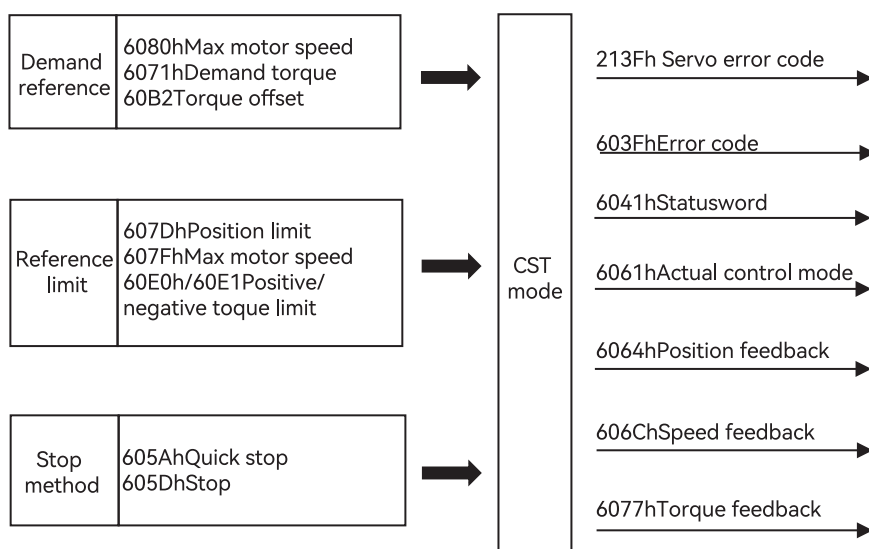 Demand
reference
6080hMax motor speed
6071hDemand torque
60B2Torque offset
Reference
limit
607DhPosition limit
607FhMax motor speed
60E0h/60E1Positive/
negative toque limit
Stop
method
605AhQuick stop
605DhStop
CST
mode
213Fh Servo error code
603FhError code
6041hStatusword
6061hActual control mode
6064hPosition feedback
606ChSpeed feedback
6077hTorque feedback